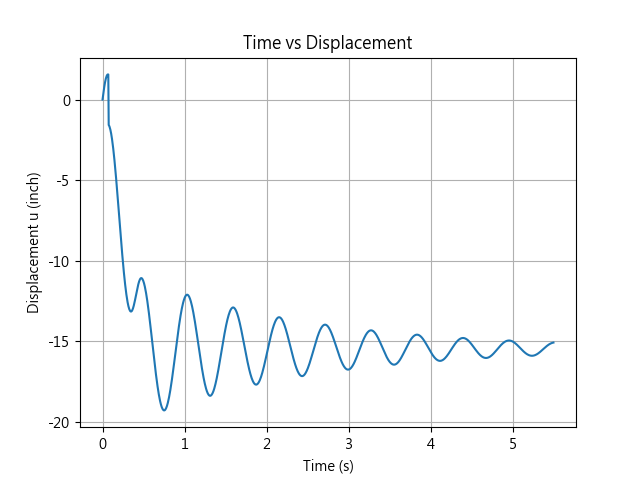 Time vs Displacement
Displacement u (inch)
0
-5
-10
-15
-20
0 1 2 3 4 5
Time (s)